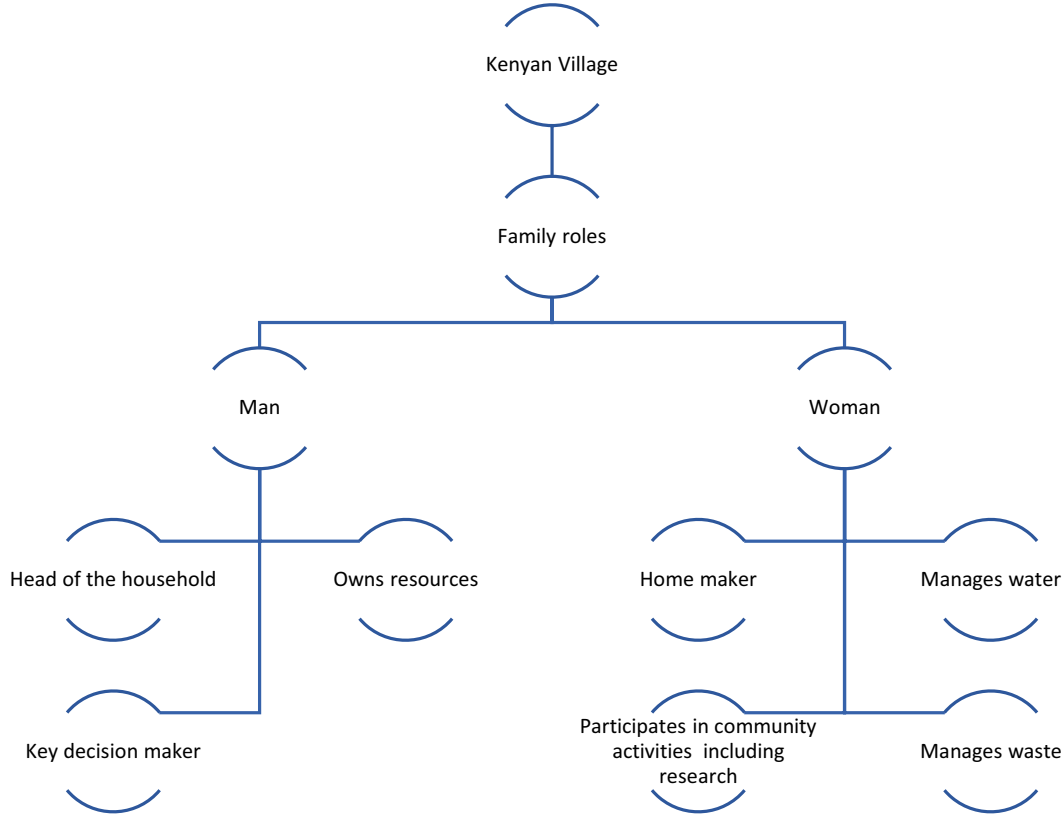 Kenyan Village
Family roles
Man
Woman
Head of the household
Owns resources
Home maker
Manages water
Key decision maker
Participates in community
activities including
research
Manages waste